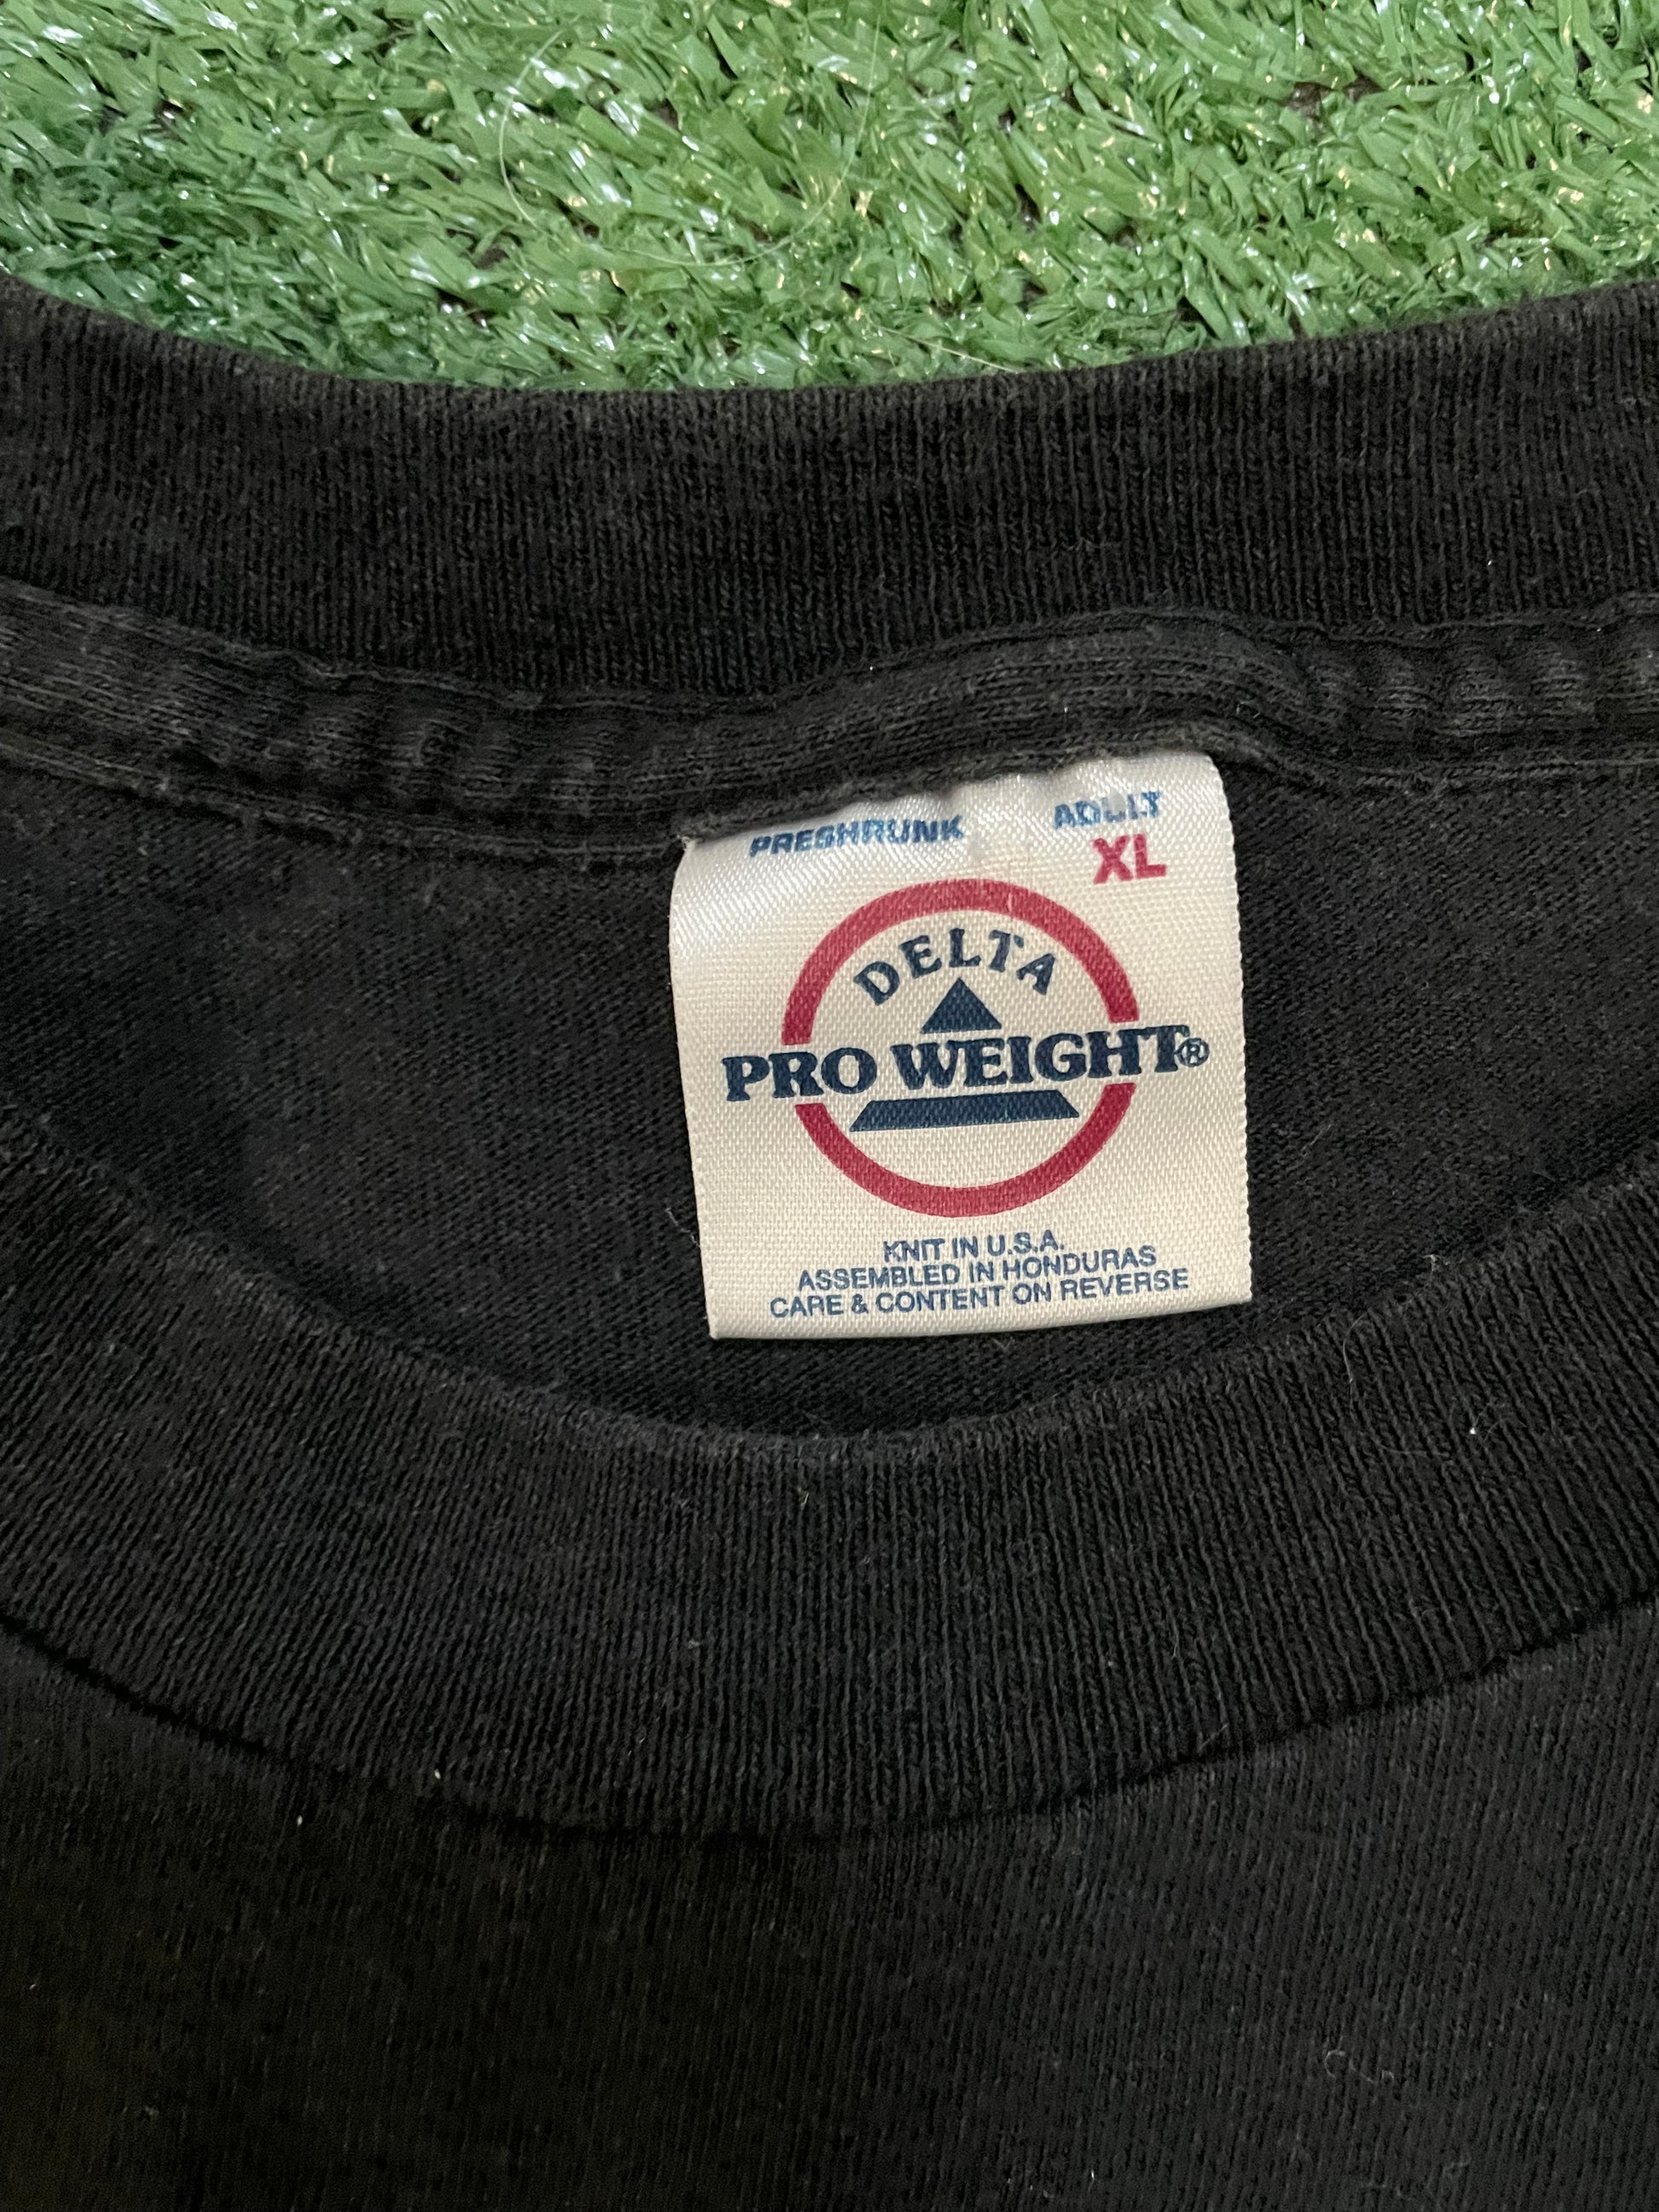 PRESHRUNK ADULT
XL
DELTA
PRO WEIGHT®
KNIT IN U.S.A.
ASSEMBLED IN HONDURAS
CARE & CONTENT ON REVERSE